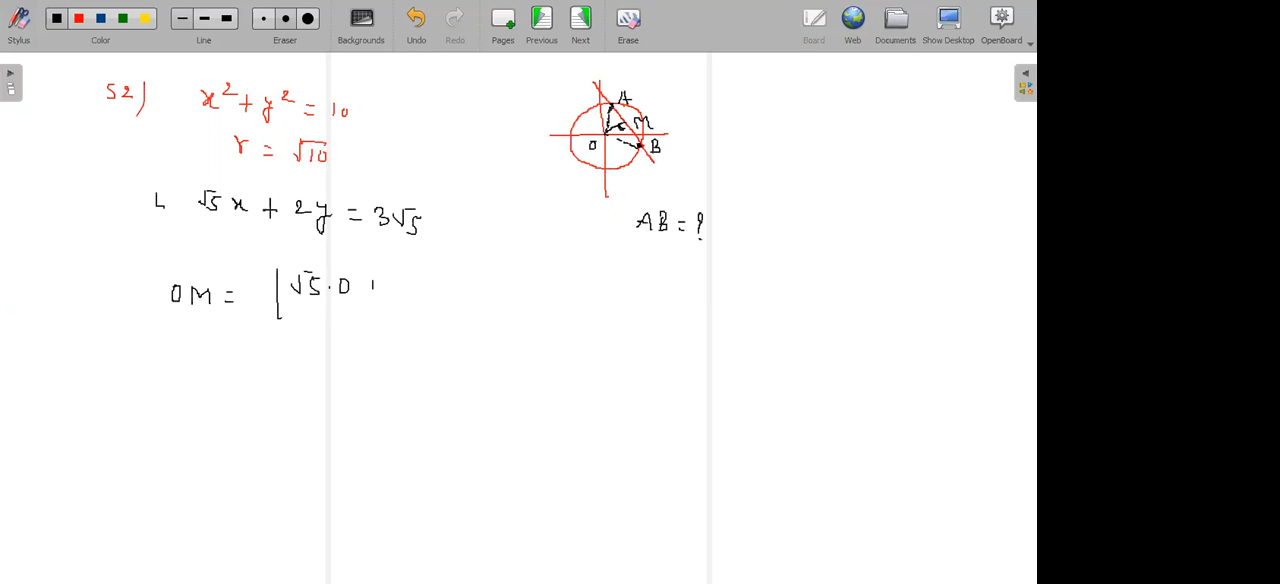 Stylus Color Line Eraser Backgrounds Undo Redo Pages Previous Next Erase Board Web Documents Show Desktop OpenBoard
52) x² + y² = 10
r = √10
L √5x + 2y = 3√5
OM = | √5 · 0
A
M
O
B
AB = ?